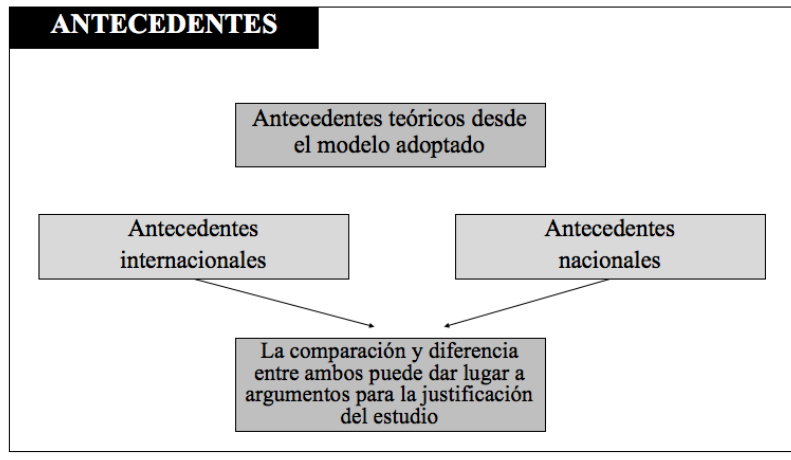 ANTECEDENTES
Antecedentes teóricos desde
el modelo adoptado
Antecedentes
internacionales
Antecedentes
nacionales
La comparación y diferencia
entre ambos puede dar lugar a
argumentos para la justificación
del estudio